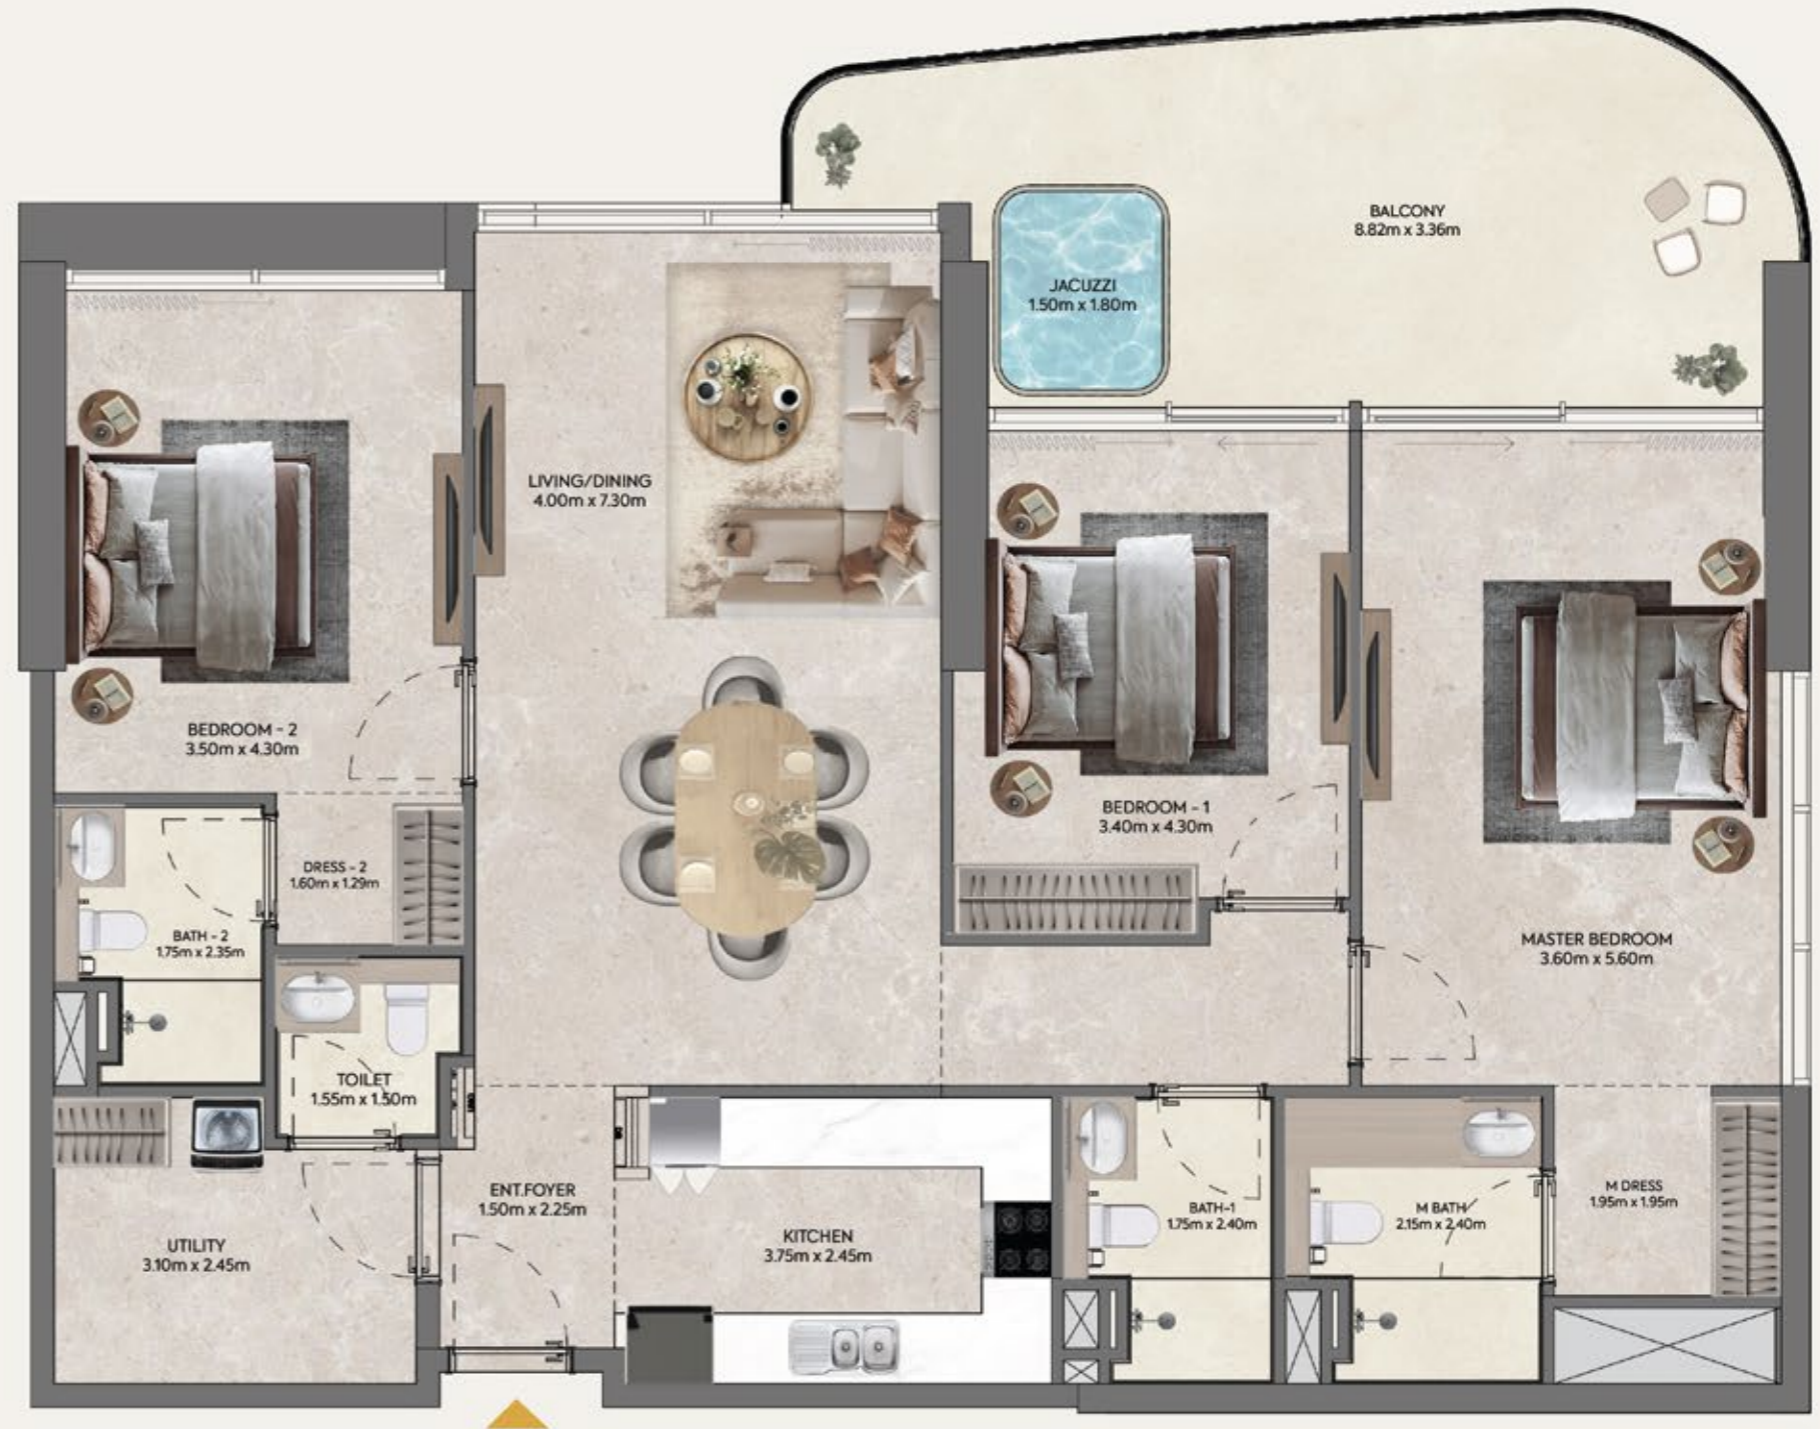 BALCONY
8.82m x 3.36m
JACUZZI
1.50m x 1.80m
LIVING/DINING
4.00m x 7.30m
BEDROOM - 2
3.50m x 4.30m
BEDROOM - 1
3.40m x 4.30m
DRESS - 2
1.60m x 1.29m
BATH - 2
1.75m x 2.35m
MASTER BEDROOM
3.60m x 5.60m
TOILET
1.55m x 1.50m
ENT.FOYER
1.50m x 2.25m
KITCHEN
3.75m x 2.45m
BATH-1
1.75m x 2.40m
M BATH
2.15m x 2.40m
M DRESS
1.95m x 1.95m
UTILITY
3.10m x 2.45m